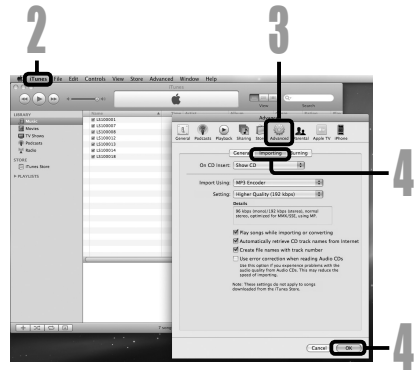 2
3
iTunes File Edit Controls View Store Advanced Window Help
iTunes
View
Search
LIBRARY
Music
Movies
TV Shows
Podcasts
Radio
STORE
iTunes Store
PLAYLISTS
LS100001
LS100007
LS100008
LS100012
LS100013
LS100014
LS100018
General Podcasts Playback Sharing Store Advanced Parental Apple TV iPhone
General Importing Burning
On CD Insert: Show CD
Import Using: MP3 Encoder
Setting: Higher Quality (192 kbps)
Details
96 kbps (mono)/192 kbps (stereo), normal
stereo, optimized for MMX/SSE, using MP.
Play songs while importing or converting
Automatically retrieve CD track names from Internet
Create file names with track number
Use error correction when reading Audio CDs
Use this option if you experience problems with the
audio quality from Audio CDs. This may reduce the
speed of importing.
Note: These settings do not apply to songs
downloaded from the iTunes Store.
Cancel OK
4
4